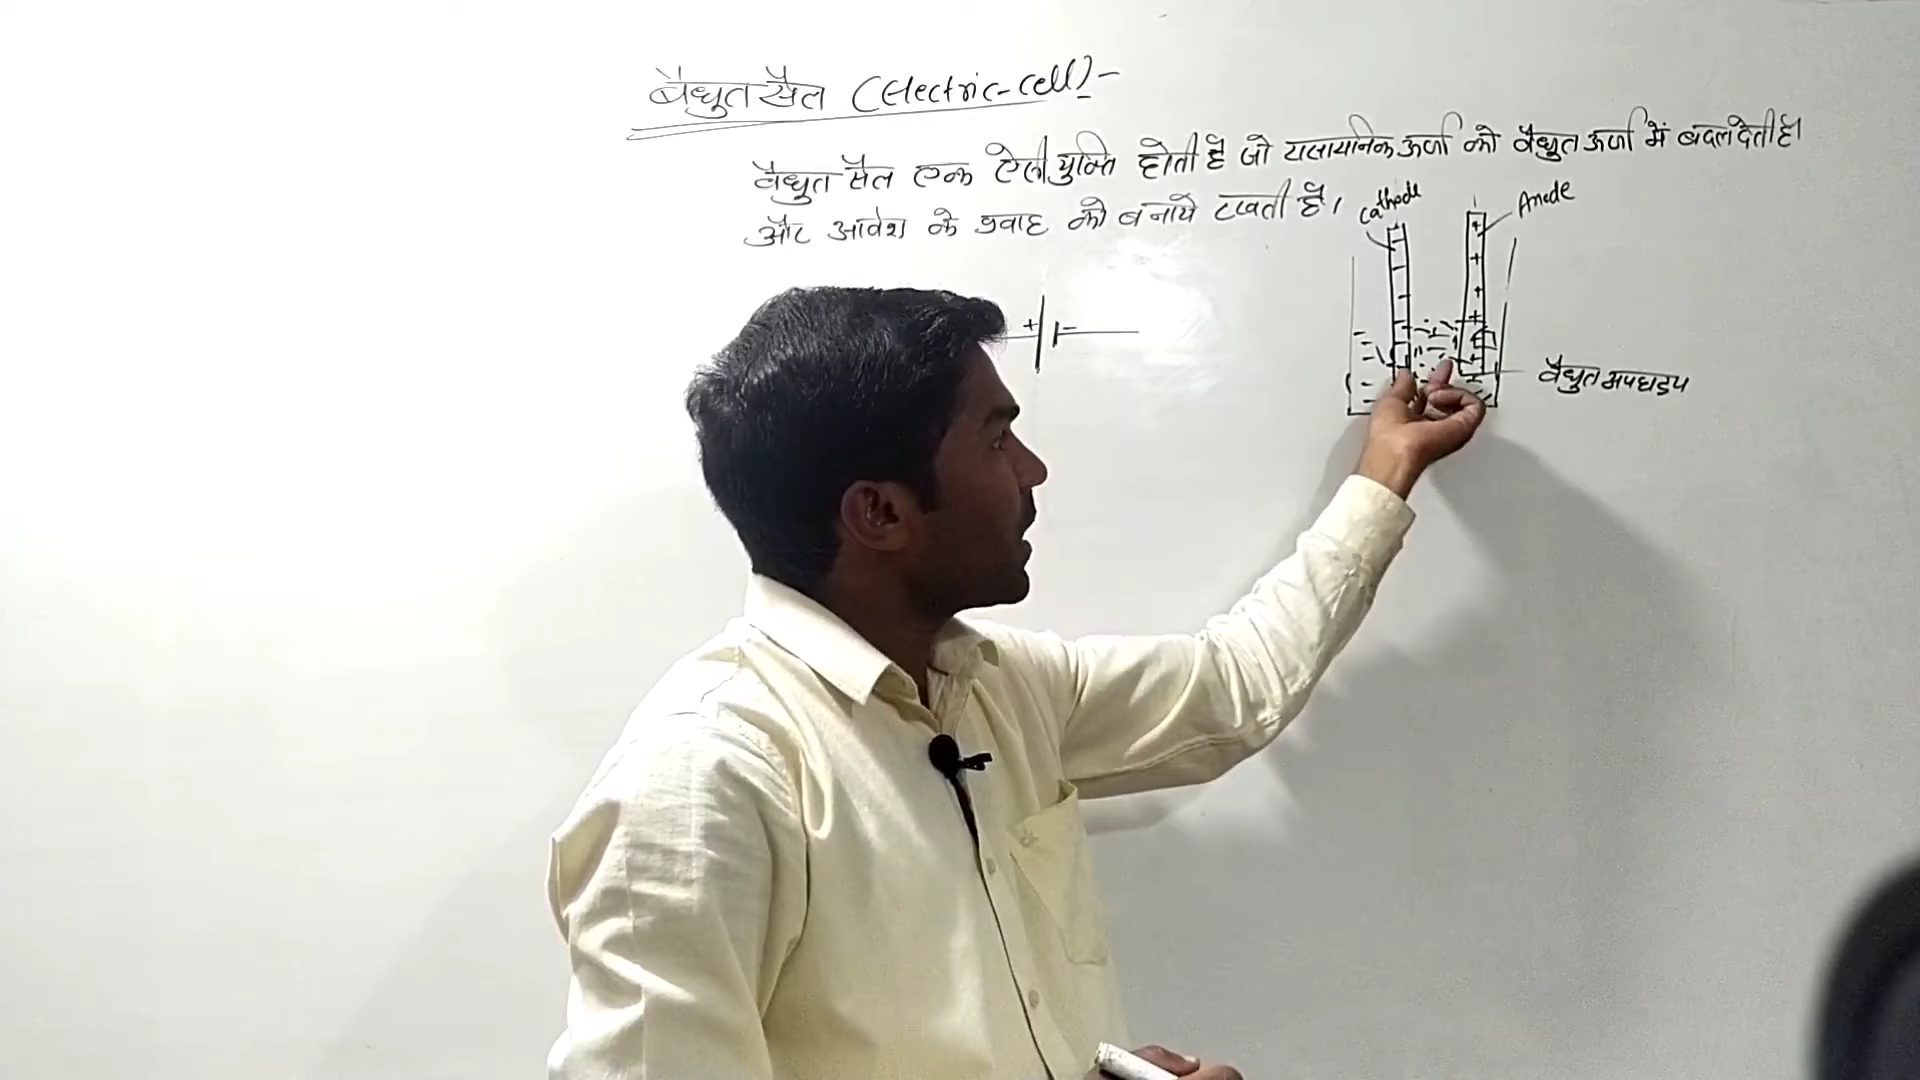 वैधुत सैल (Electric-cell) -
वैधुत सैल एक ऐसी युक्ति होती है जो रासायनिक ऊर्जा को वैधुत ऊर्जा में बदल देती है।
और आवेश के प्रवाह को बनाये रखती है।
Cathode
Anode
+ -
वैधुत अपघट्य